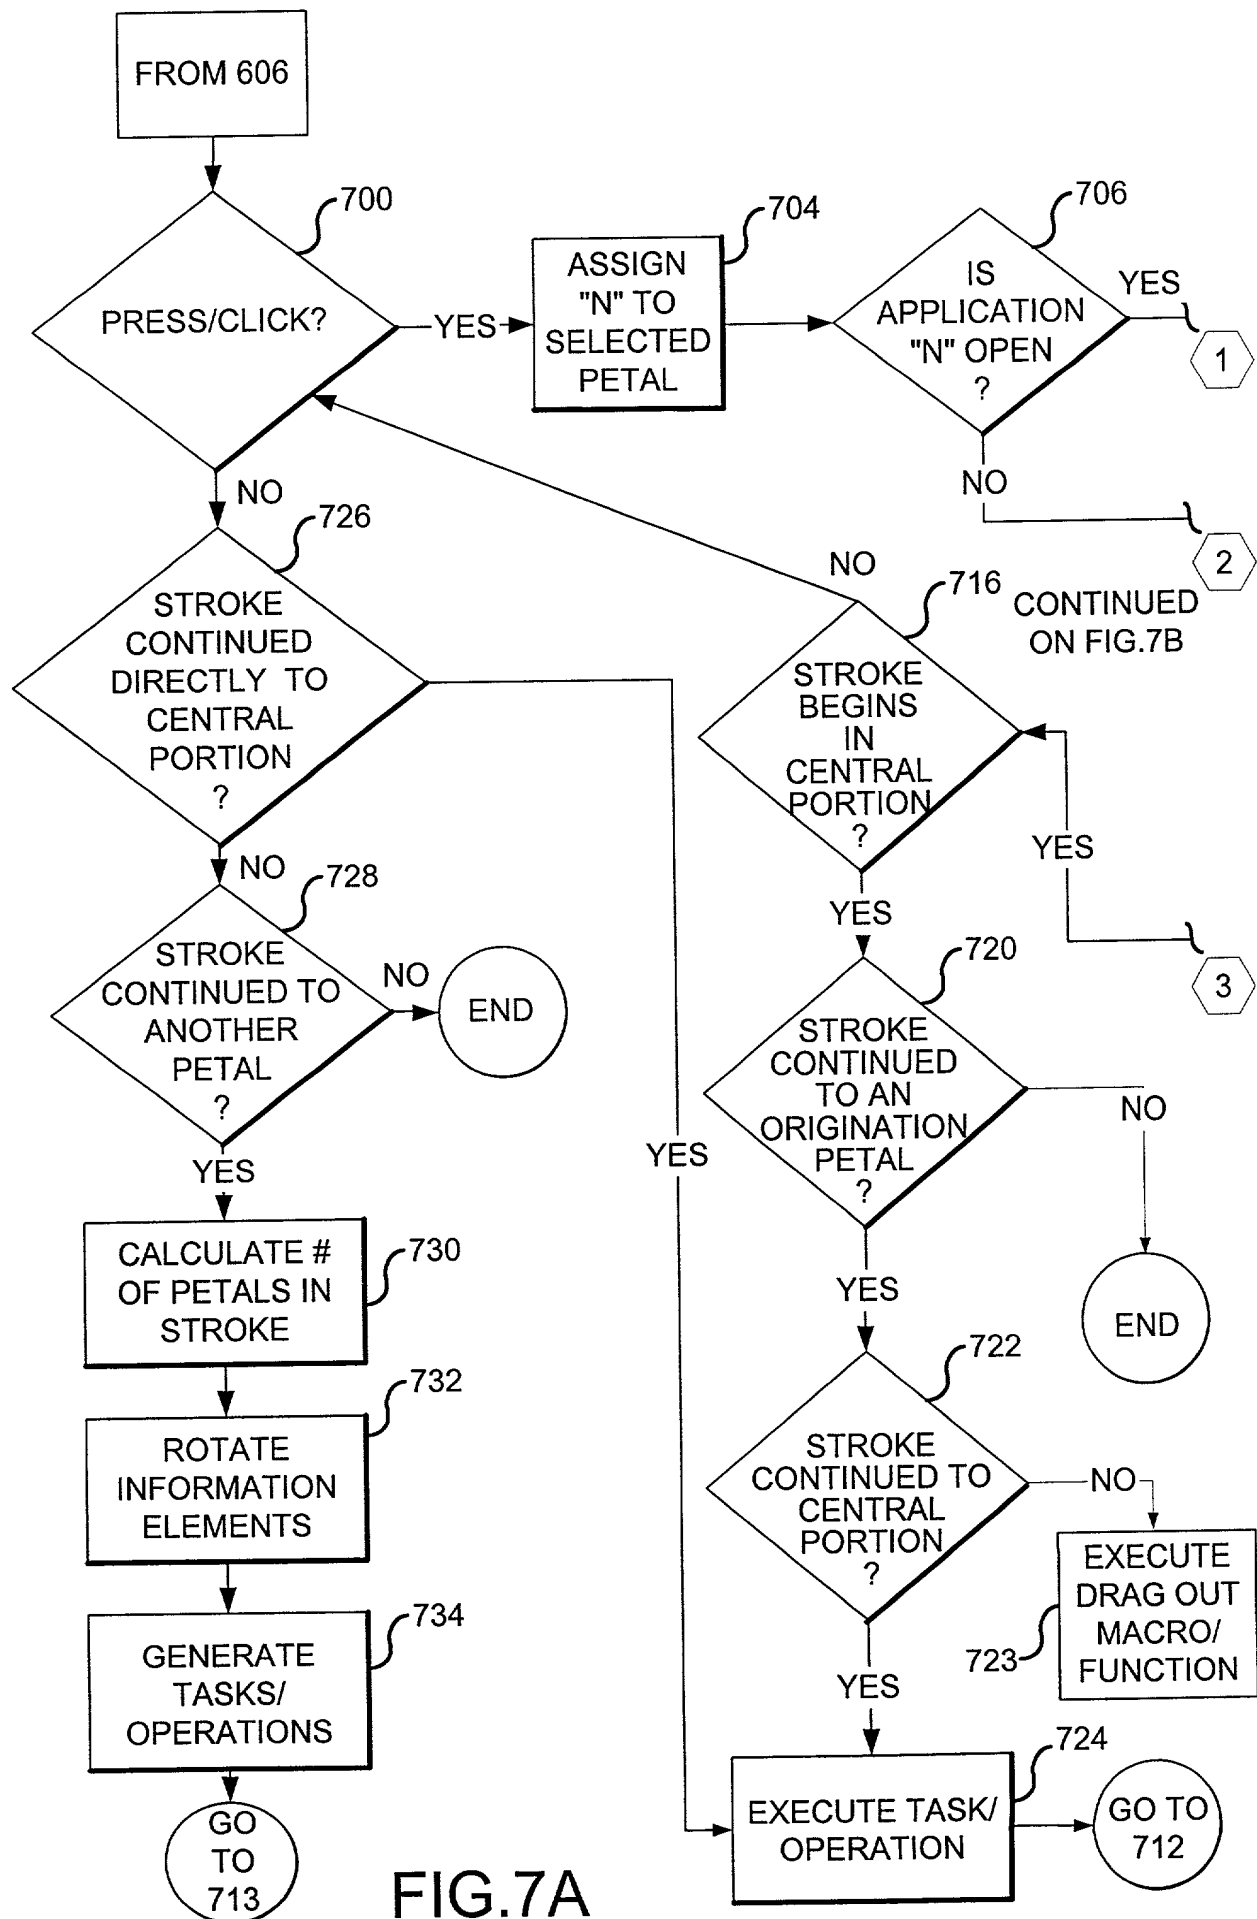 FROM 606
700
PRESS/CLICK?
YES
704
ASSIGN
"N" TO
SELECTED
PETAL
706
IS
APPLICATION
"N" OPEN
?
YES
1
NO
2
CONTINUED
ON FIG.7B
NO
726
STROKE
CONTINUED
DIRECTLY TO
CENTRAL
PORTION
?
YES
NO
728
STROKE
CONTINUED TO
ANOTHER
PETAL
?
NO
END
YES
730
CALCULATE #
OF PETALS IN
STROKE
732
ROTATE
INFORMATION
ELEMENTS
734
GENERATE
TASKS/
OPERATIONS
GO
TO
713
NO
716
STROKE
BEGINS
IN
CENTRAL
PORTION
?
YES
3
YES
720
STROKE
CONTINUED
TO AN
ORIGINATION
PETAL
?
NO
END
YES
722
STROKE
CONTINUED TO
CENTRAL
PORTION
?
NO
EXECUTE
DRAG OUT
MACRO/
FUNCTION
723
YES
724
EXECUTE TASK/
OPERATION
GO TO
712
FIG.7A